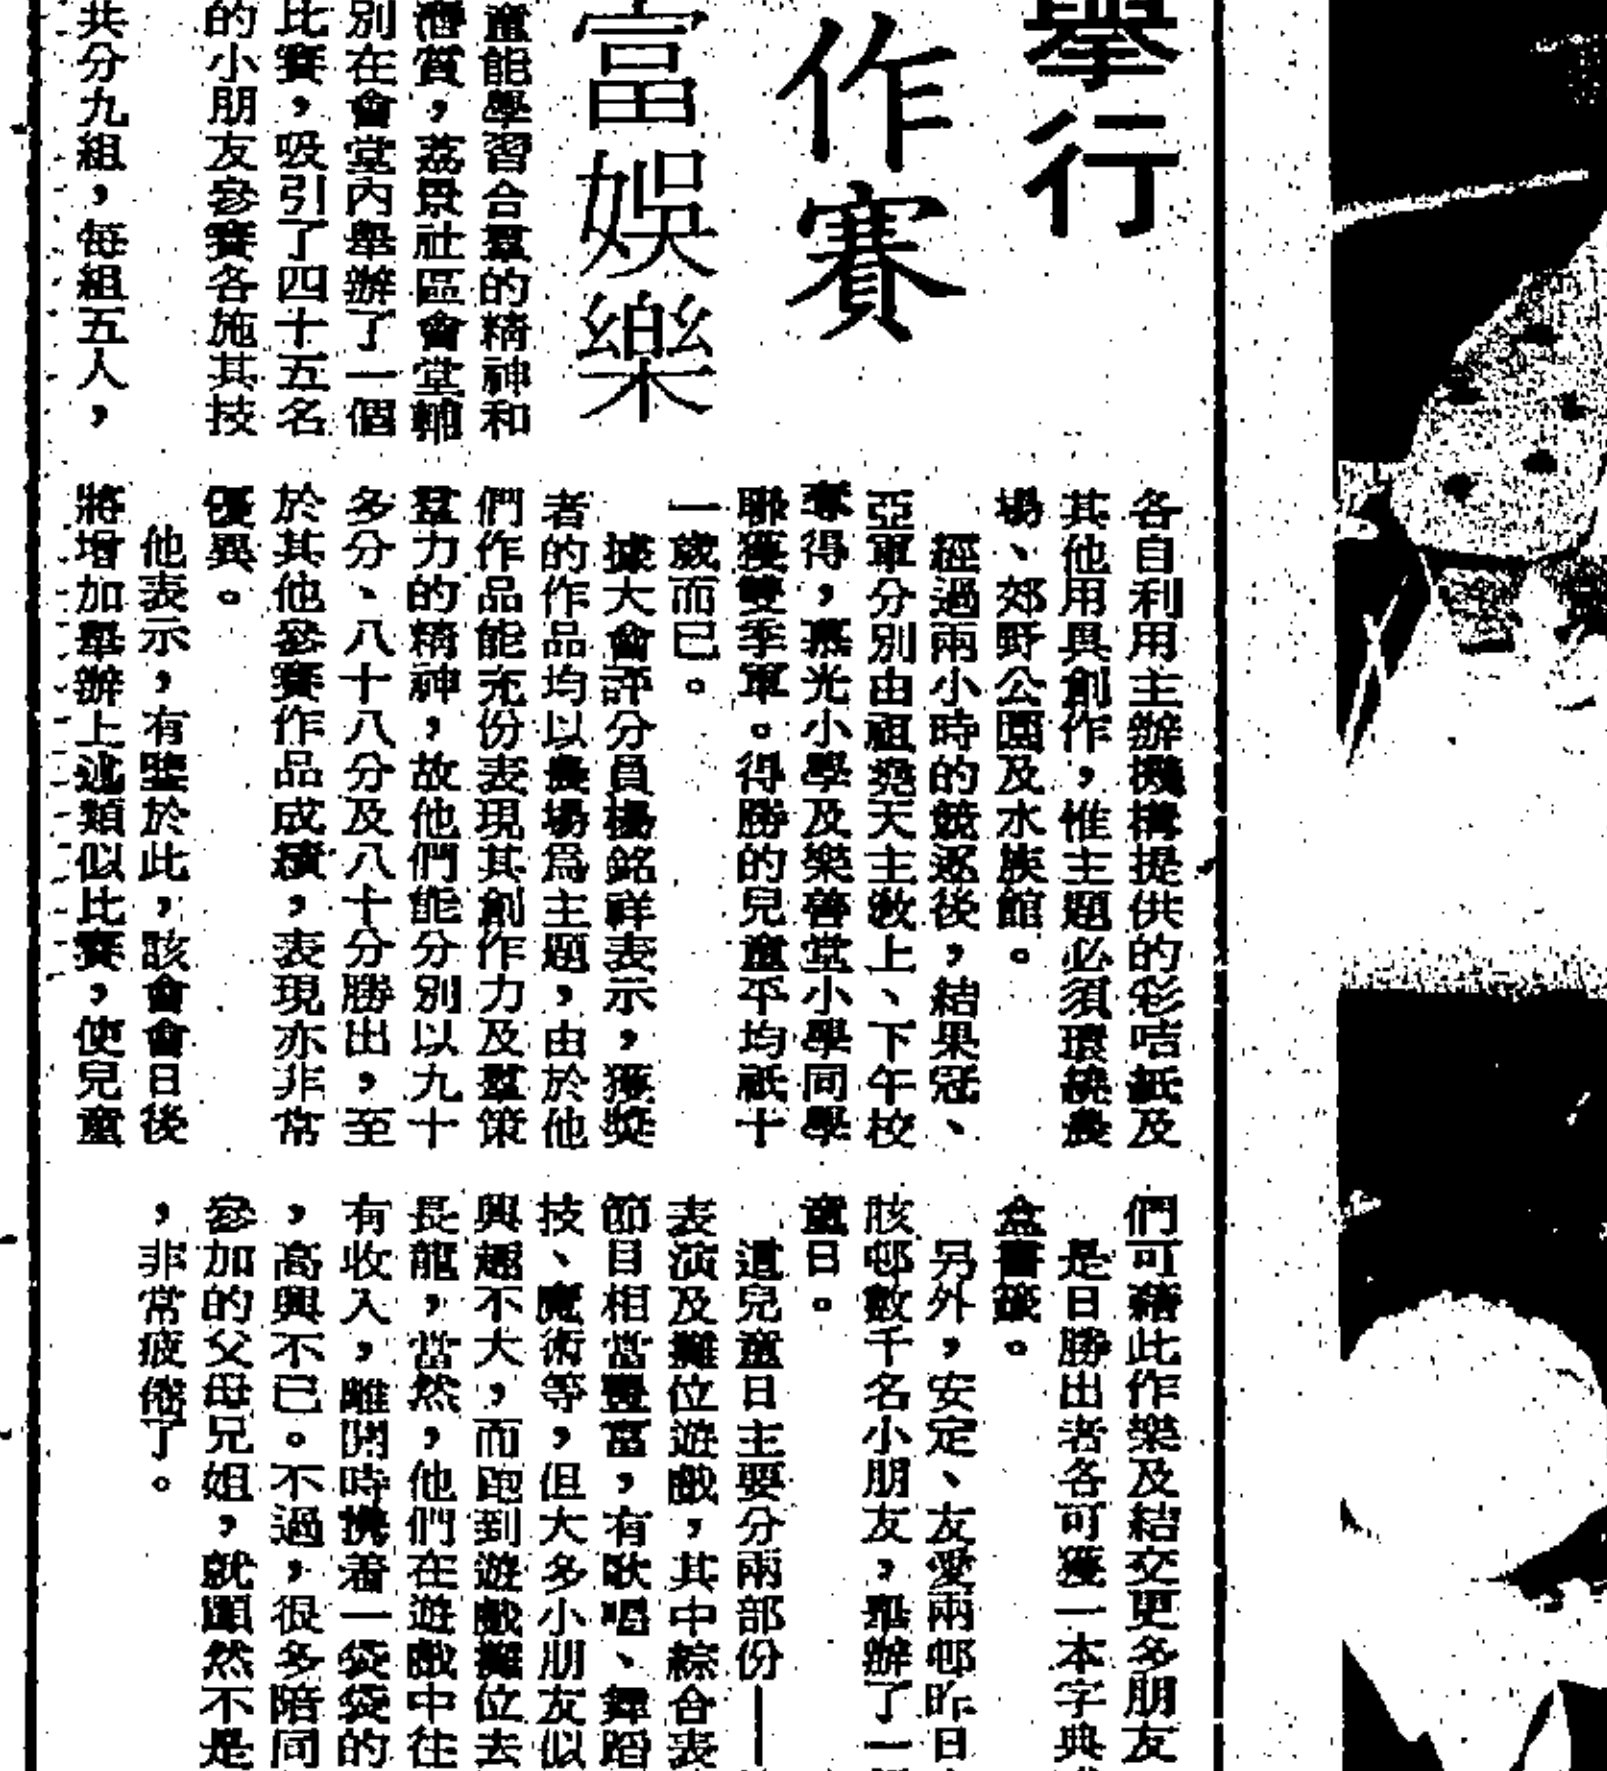 舉行
作賽
富娛樂
童能學習合羣的精神和
潛質，荔景社區會堂輔
別在會堂內舉辦了一個
比賽，吸引了四十五名
的小朋友參賽各施其技
共分九組，每組五人，
各自利用主辦機構提供的彩咭紙及
其他用具創作，惟主題必須環繞農
場、郊野公園及水族館。
經過兩小時的競逐後，結果冠、
亞軍分別由祖堯天主教上、下午校
奪得，慕光小學及樂善堂小學同學
聯獲雙季軍。得勝的兒童平均祇十
一歲而已。
據大會評分員楊銘祥表示，獲獎
者的作品均以農場爲主題，由於他
們作品能充份表現其創作力及羣策
羣力的精神，故他們能分別以九十
多分、八十八分及八十分勝出，至
於其他參賽作品成績，表現亦非常
優異。
他表示，有鑒於此，該會會日後
將增加舉辦上述類似比賽，使兒童
們可藉此作樂及結交更多朋友
是日勝出者各可獲一本字典
盒書籤。
另外，安定、友愛兩邨昨日
該邨數千名小朋友，舉辦了一
童日。
這兒童日主要分兩部份——
表演及攤位遊戲，其中綜合表
節目相當豐富，有歌唱、舞蹈
技、魔術等，但大多小朋友似
興趣不大，而跑到遊戲攤位去
長龍，當然，他們在遊戲中往
有收入，離開時携着一袋袋的
，高興不已。不過，很多陪同
參加的父母兄姐，就顯然不是
，非常疲倦了。